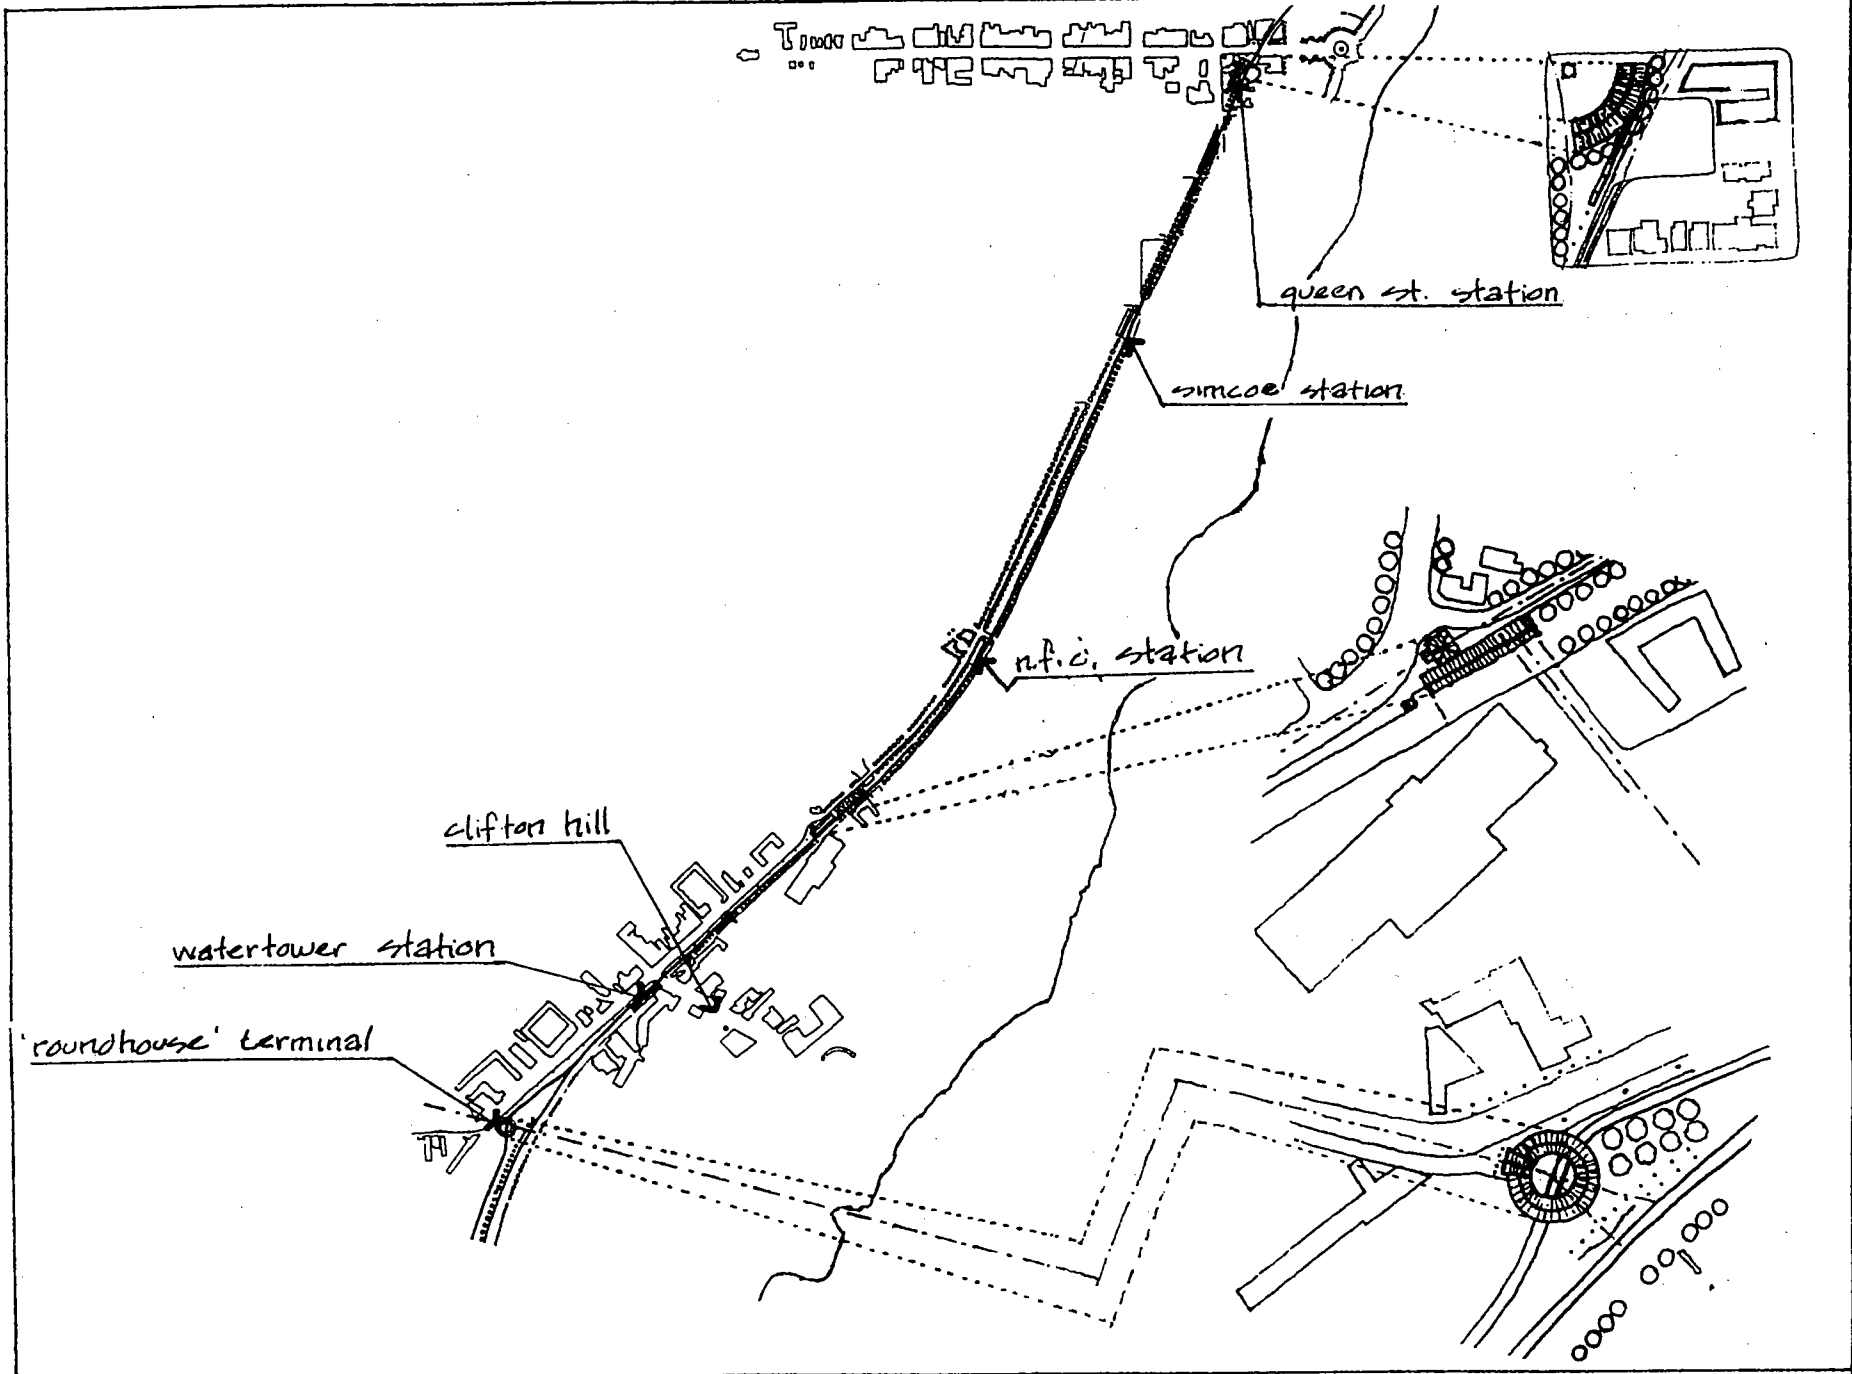 queen st. station
simcoe station
n.f.c. station
clifton hill
watertower station
'roundhouse' terminal